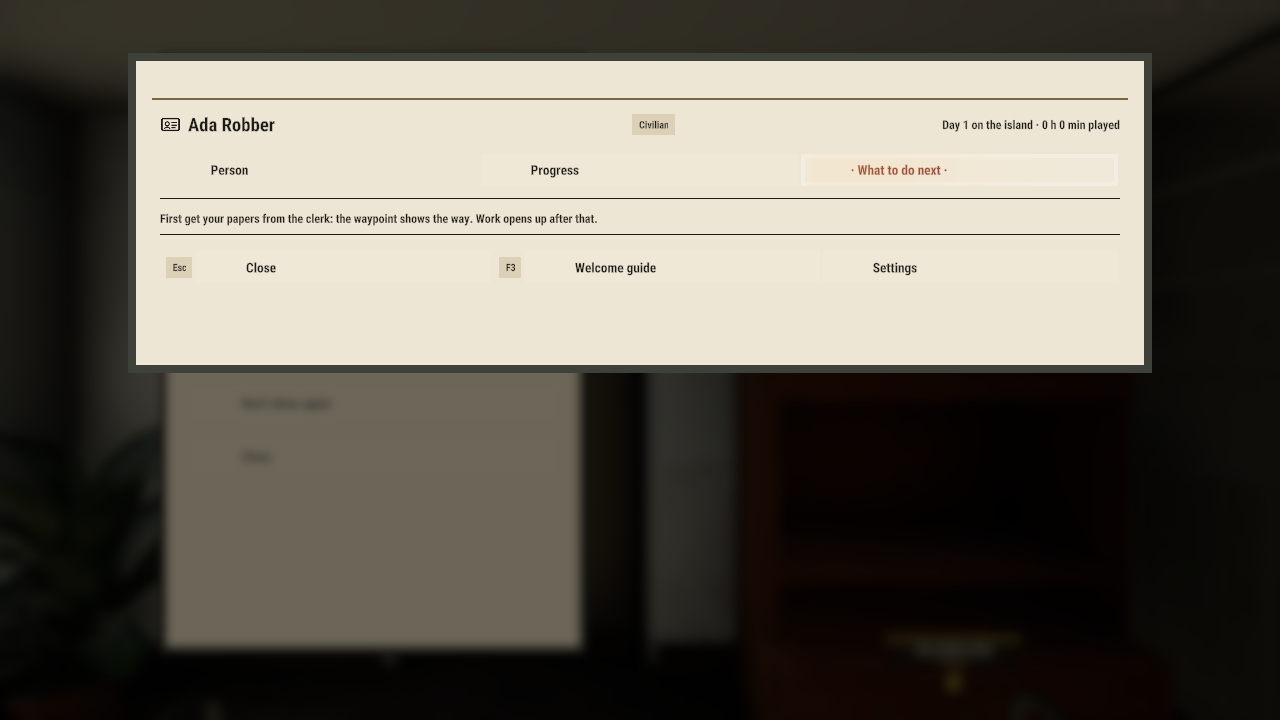 Ada Robber
Civilian
Day 1 on the island · 0 h 0 min played
Person
Progress
· What to do next ·
First get your papers from the clerk: the waypoint shows the way. Work opens up after that.
Esc
Close
F3
Welcome guide
Settings